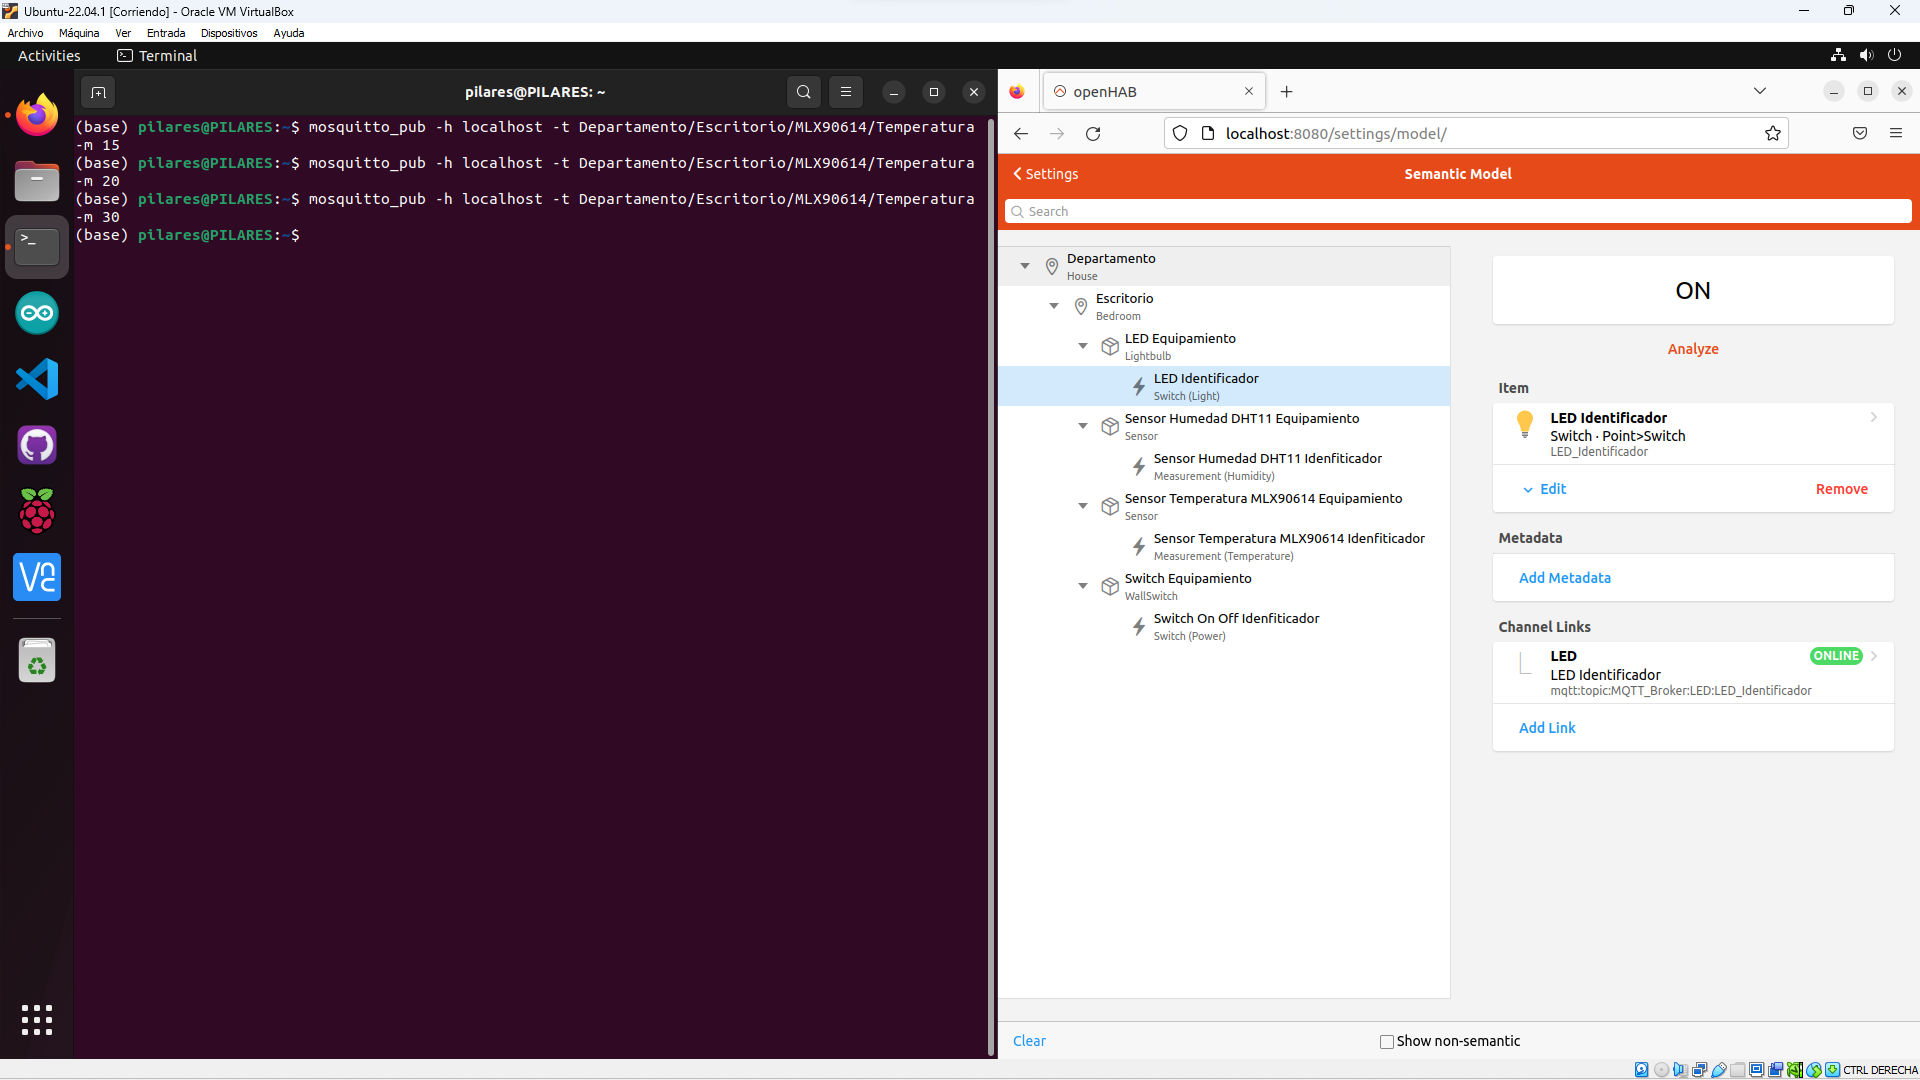 Ubuntu-22.04.1 [Corriendo] - Oracle VM VirtualBox
Archivo Máquina Ver Entrada Dispositivos Ayuda
Activities Terminal
pilares@PILARES: ~
(base) pilares@PILARES:~$ mosquitto_pub -h localhost -t Departamento/Escritorio/MLX90614/Temperatura
-m 15
(base) pilares@PILARES:~$ mosquitto_pub -h localhost -t Departamento/Escritorio/MLX90614/Temperatura
-m 20
(base) pilares@PILARES:~$ mosquitto_pub -h localhost -t Departamento/Escritorio/MLX90614/Temperatura
-m 30
(base) pilares@PILARES:~$
openHAB
localhost:8080/settings/model/
Settings
Semantic Model
Search
Departamento
House
Escritorio
Bedroom
LED Equipamiento
Lightbulb
LED Identificador
Switch (Light)
Sensor Humedad DHT11 Equipamiento
Sensor
Sensor Humedad DHT11 Idenfiticador
Measurement (Humidity)
Sensor Temperatura MLX90614 Equipamiento
Sensor
Sensor Temperatura MLX90614 Idenfiticador
Measurement (Temperature)
Switch Equipamiento
WallSwitch
Switch On Off Idenfiticador
Switch (Power)
ON
Analyze
Item
LED Identificador
Switch · Point>Switch
LED_Identificador
Edit
Remove
Metadata
Add Metadata
Channel Links
LED
ONLINE
LED Identificador
mqtt:topic:MQTT_Broker:LED:LED_Identificador
Add Link
Clear
Show non-semantic
CTRL DERECHA